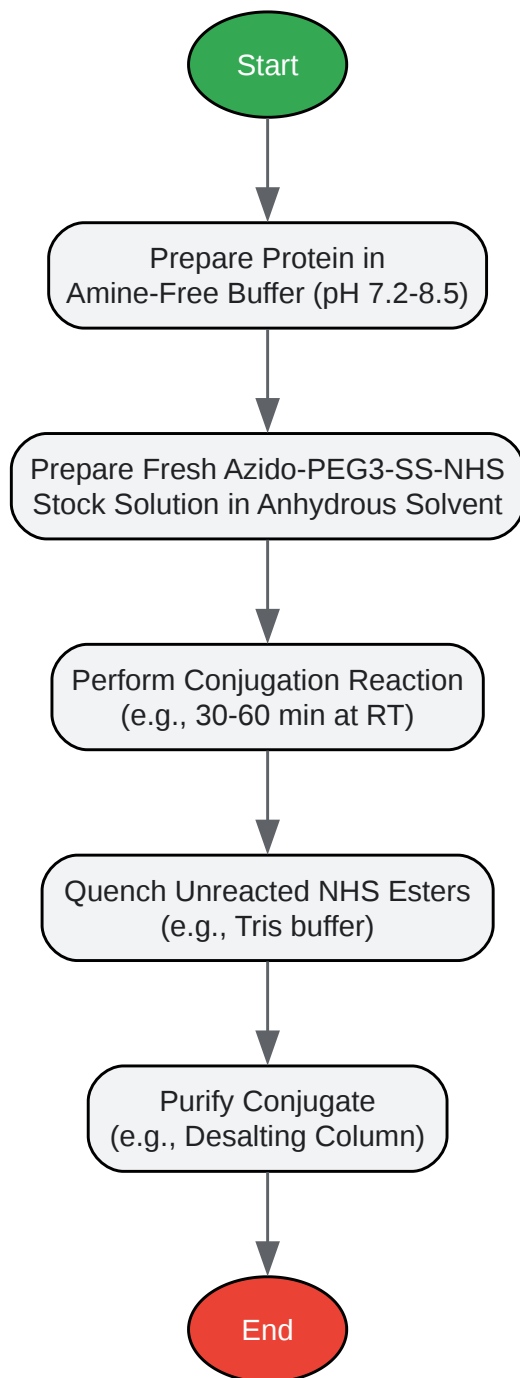 Start
Prepare Protein in
Amine-Free Buffer (pH 7.2-8.5)
Prepare Fresh Azido-PEG3-SS-NHS
Stock Solution in Anhydrous Solvent
Perform Conjugation Reaction
(e.g., 30-60 min at RT)
Quench Unreacted NHS Esters
(e.g., Tris buffer)
Purify Conjugate
(e.g., Desalting Column)
End